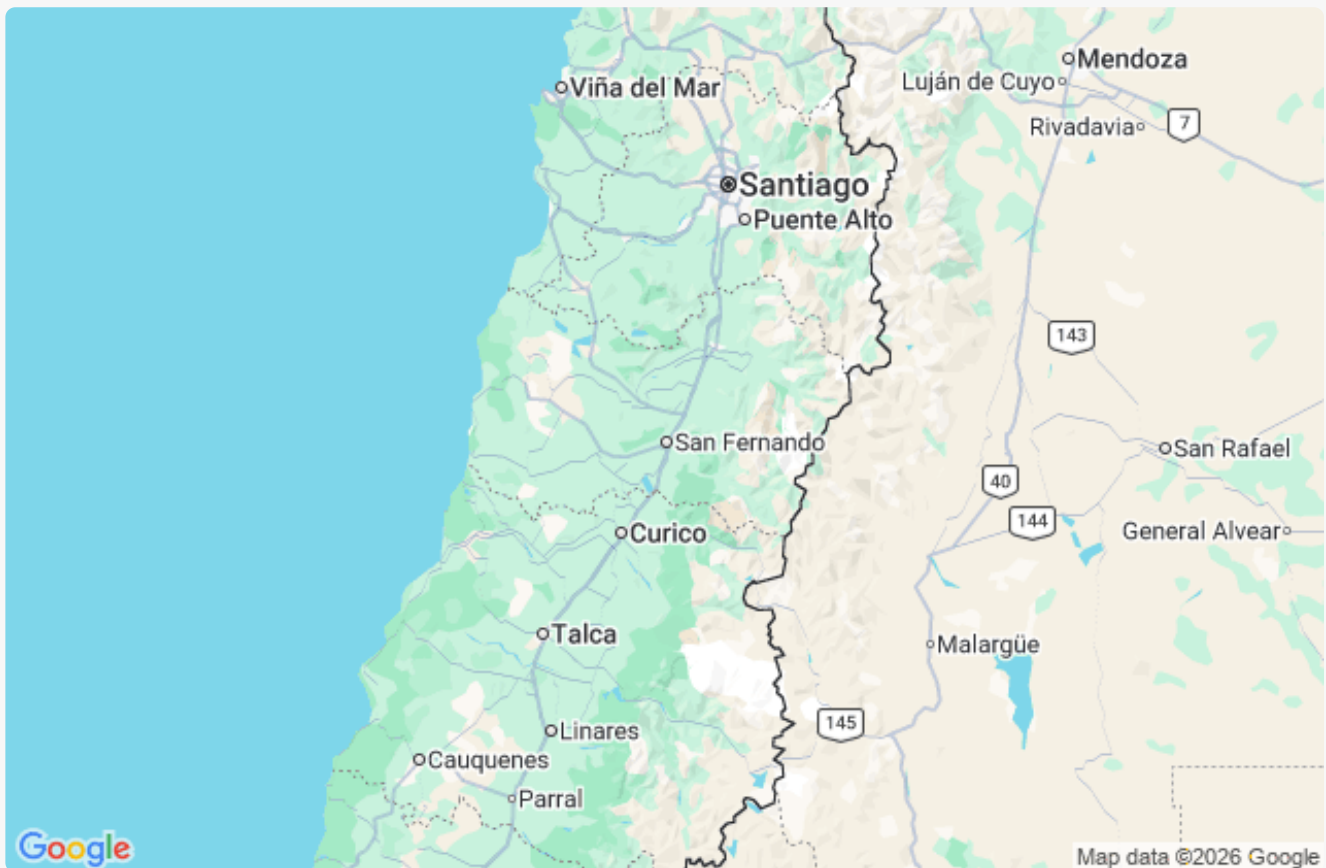 Mendoza
Luján de Cuyo
Viña del Mar
Rivadavia
7
Santiago
Puente Alto
143
San Fernando
San Rafael
40
144
Curico
General Alvear
Talca
Malargüe
145
Linares
Cauquenes
Parral
Google
Map data ©2026 Google